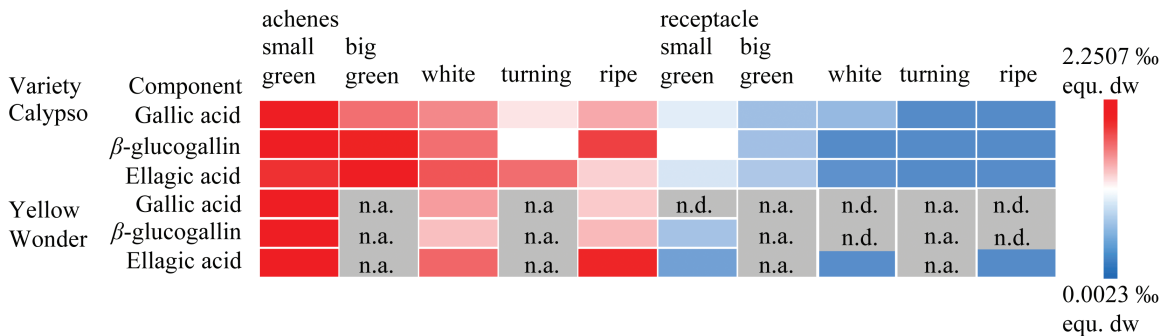 achenes receptacle
small big small big
green green white turning ripe green green white turning ripe
Variety Component
Calypso Gallic acid
β-glucogallin
Ellagic acid
Yellow Gallic acid n.a. n.a n.d. n.a. n.d. n.a. n.d.
Wonder β-glucogallin n.a. n.a. n.a. n.d. n.a. n.d.
Ellagic acid n.a. n.a. n.a. n.a.
2.2507 ‰
equ. dw
0.0023 ‰
equ. dw